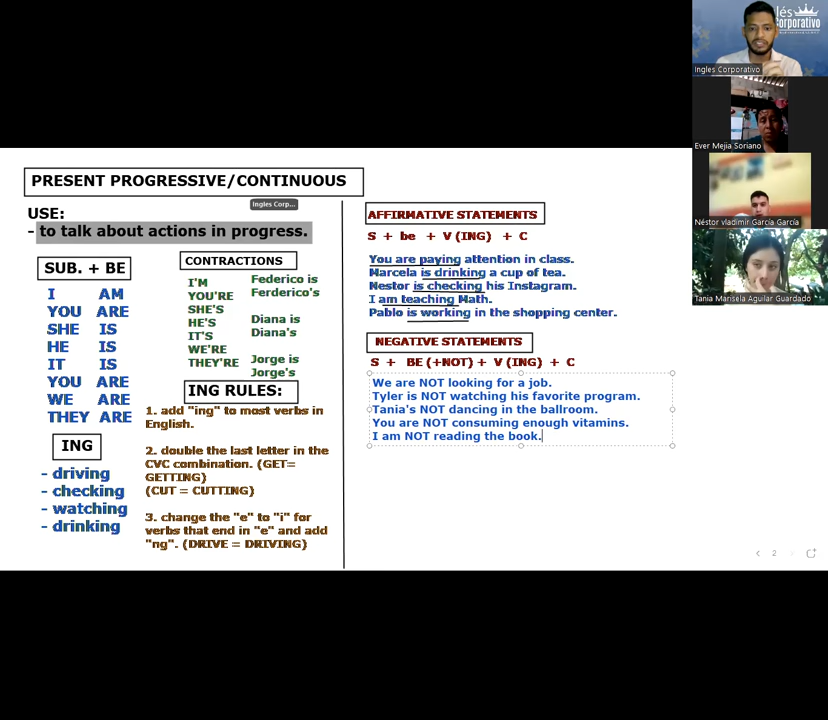 PRESENT PROGRESSIVE/CONTINUOUS
Ingles Corp...
USE:
- to talk about actions in progress.
SUB. + BE
I AM
YOU ARE
SHE IS
HE IS
IT IS
YOU ARE
WE ARE
THEY ARE
ING
- driving
- checking
- watching
- drinking
CONTRACTIONS
I'M
YOU'RE
SHE'S
HE'S
IT'S
WE'RE
THEY'RE
Federico is
Ferderico's
Diana is
Diana's
Jorge is
Jorge's
ING RULES:
1. add "ing" to most verbs in
English.
2. double the last letter in the
CVC combination. (GET=
GETTING)
(CUT = CUTTING)
3. change the "e" to "i" for
verbs that end in "e" and add
"ng". (DRIVE = DRIVING)
AFFIRMATIVE STATEMENTS
S + be + V (ING) + C
You are paying attention in class.
Marcela is drinking a cup of tea.
Nestor is checking his Instagram.
I am teaching Math.
Pablo is working in the shopping center.
NEGATIVE STATEMENTS
S + BE (+NOT) + V (ING) + C
We are NOT looking for a job.
Tyler is NOT watching his favorite program.
Tania's NOT dancing in the ballroom.
You are NOT consuming enough vitamins.
I am NOT reading the book.
2
lés
Corporativo
Ingles Corporativo
Ever Mejia Soriano
Néstor vladimir García García
Tania Marisela Aguilar Guardado